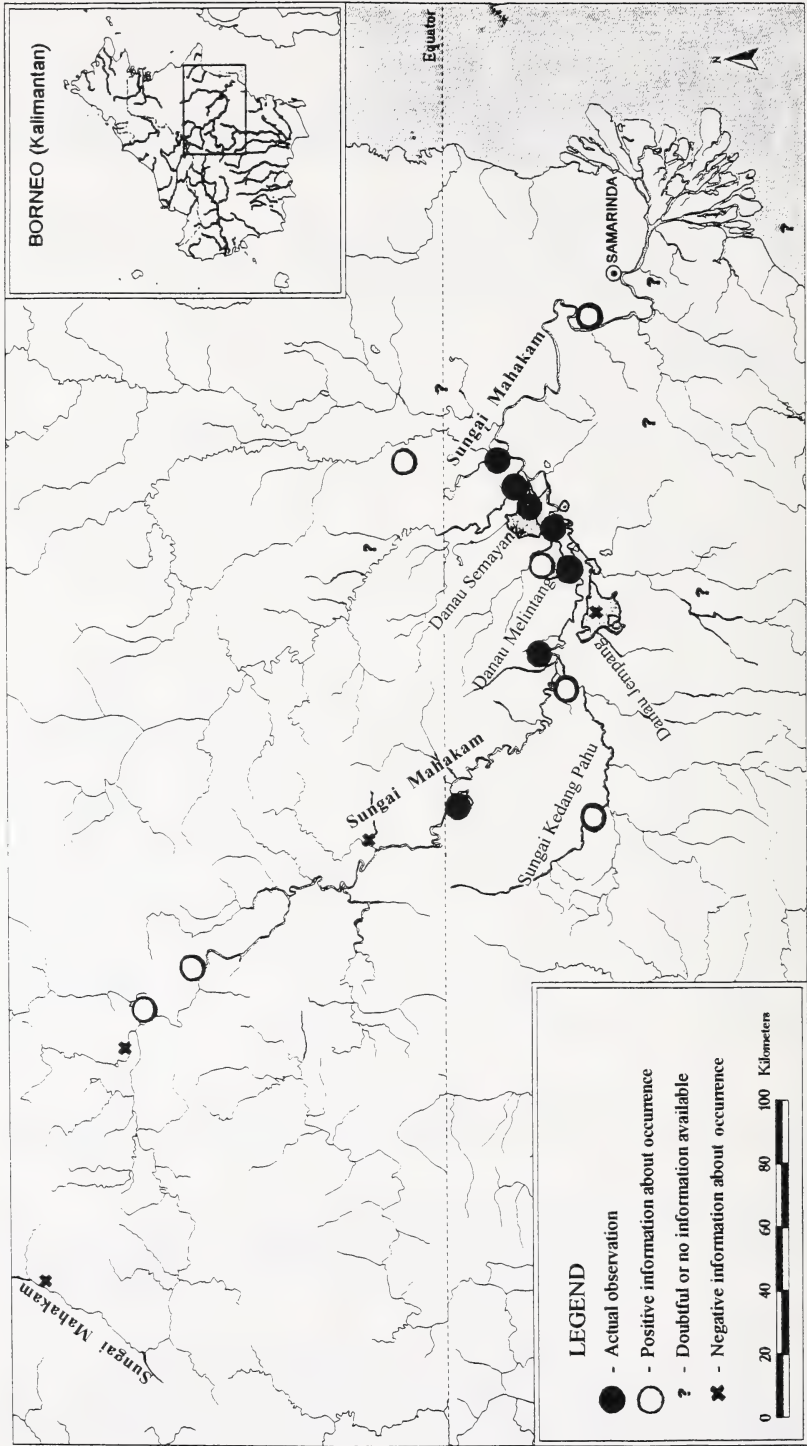 BORNEO (Kalimantan)
Equator
N
SAMARINDA
Sungai Mahakam
Danau Semayang
Danau Melintang
Danau Jempang
Sungai Mahakam
Sungai Kedang Pahu
Sungai Mahakam
?
?
?
?
?
?
?
LEGEND
- Actual observation
- Positive information about occurrence
? - Doubtful or no information available
- Negative information about occurrence
0 20 40 60 80 100 Kilometers